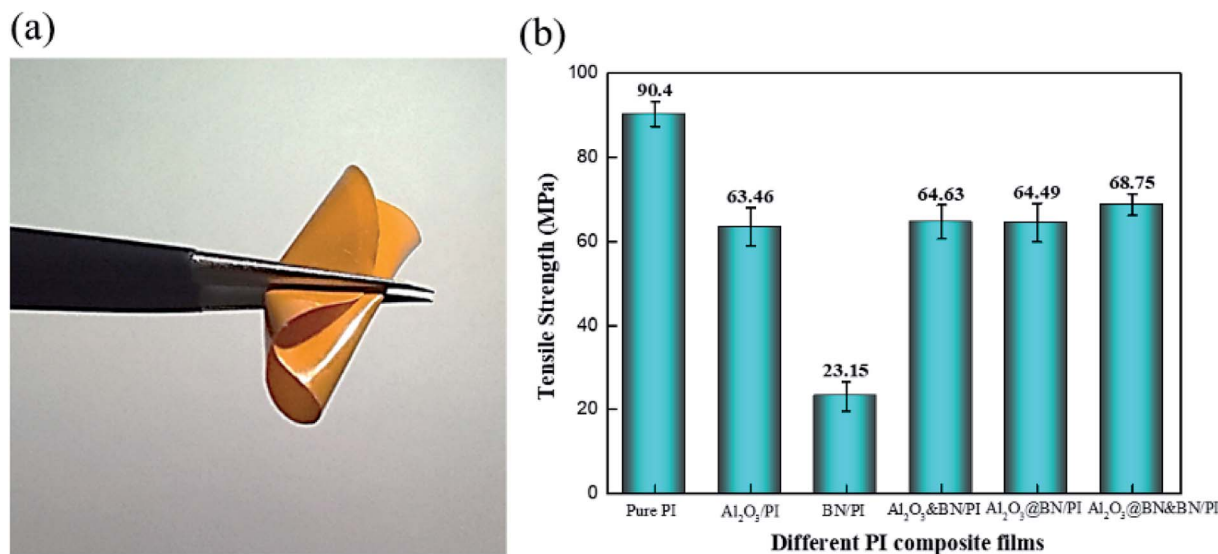 (a)
(b)
100
80
60
40
20
0
Tensile Strength (MPa)
90.4
63.46
23.15
64.63
64.49
68.75
Pure PI
Al₂O₃/PI
BN/PI
Al₂O₃&BN/PI
Al₂O₃@BN/PI
Al₂O₃@BN&BN/PI
Different PI composite films